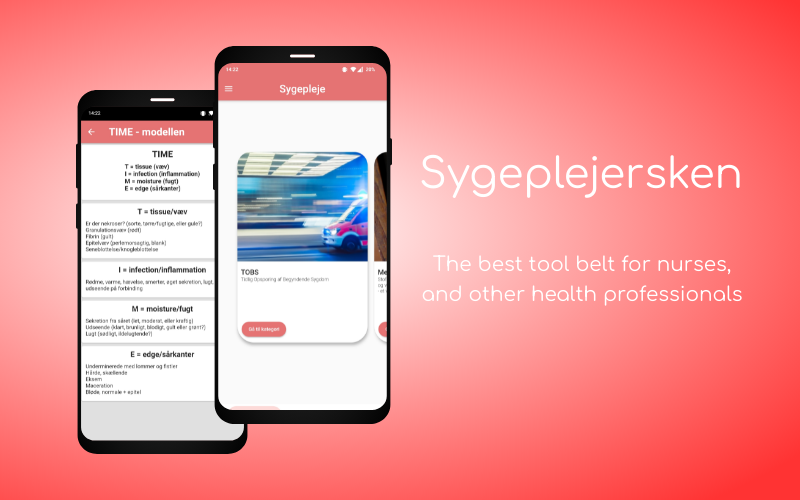 14:22
TIME - modellen
TIME
T = tissue (væv)
I = infection (inflammation)
M = moisture (fugt)
E = edge (sårkanter)
T = tissue/væv
Er der nekroser? (sorte, tørre/fugtige, eller gule?)
Granulationsvæv (rødt)
Fibrin (gult)
Epitelvæv (perlemorsagtig, blank)
Seneblottelse/knogleblottelse
I = infection/inflammation
Rødme, varme, hævelse, smerter, øget sekretion, lugt,
udseende på forbinding
M = moisture/fugt
Sekretion fra såret (let, moderat, eller kraftig)
Udseende (klart, brunligt, blodigt, gult eller grønt?)
Lugt (sødligt, ildelugtende?)
E = edge/sårkanter
Underminerede med lommer og fistler
Hårde, skællende
Eksem
Maceration
Bløde, normale + epitel
14:22
38%
Sygepleje
TOBS
Tidlig Opsporing af Begyndende Sygdom
Gå til kategori
Me
Sygeplejersken
The best tool belt for nurses,
and other health professionals